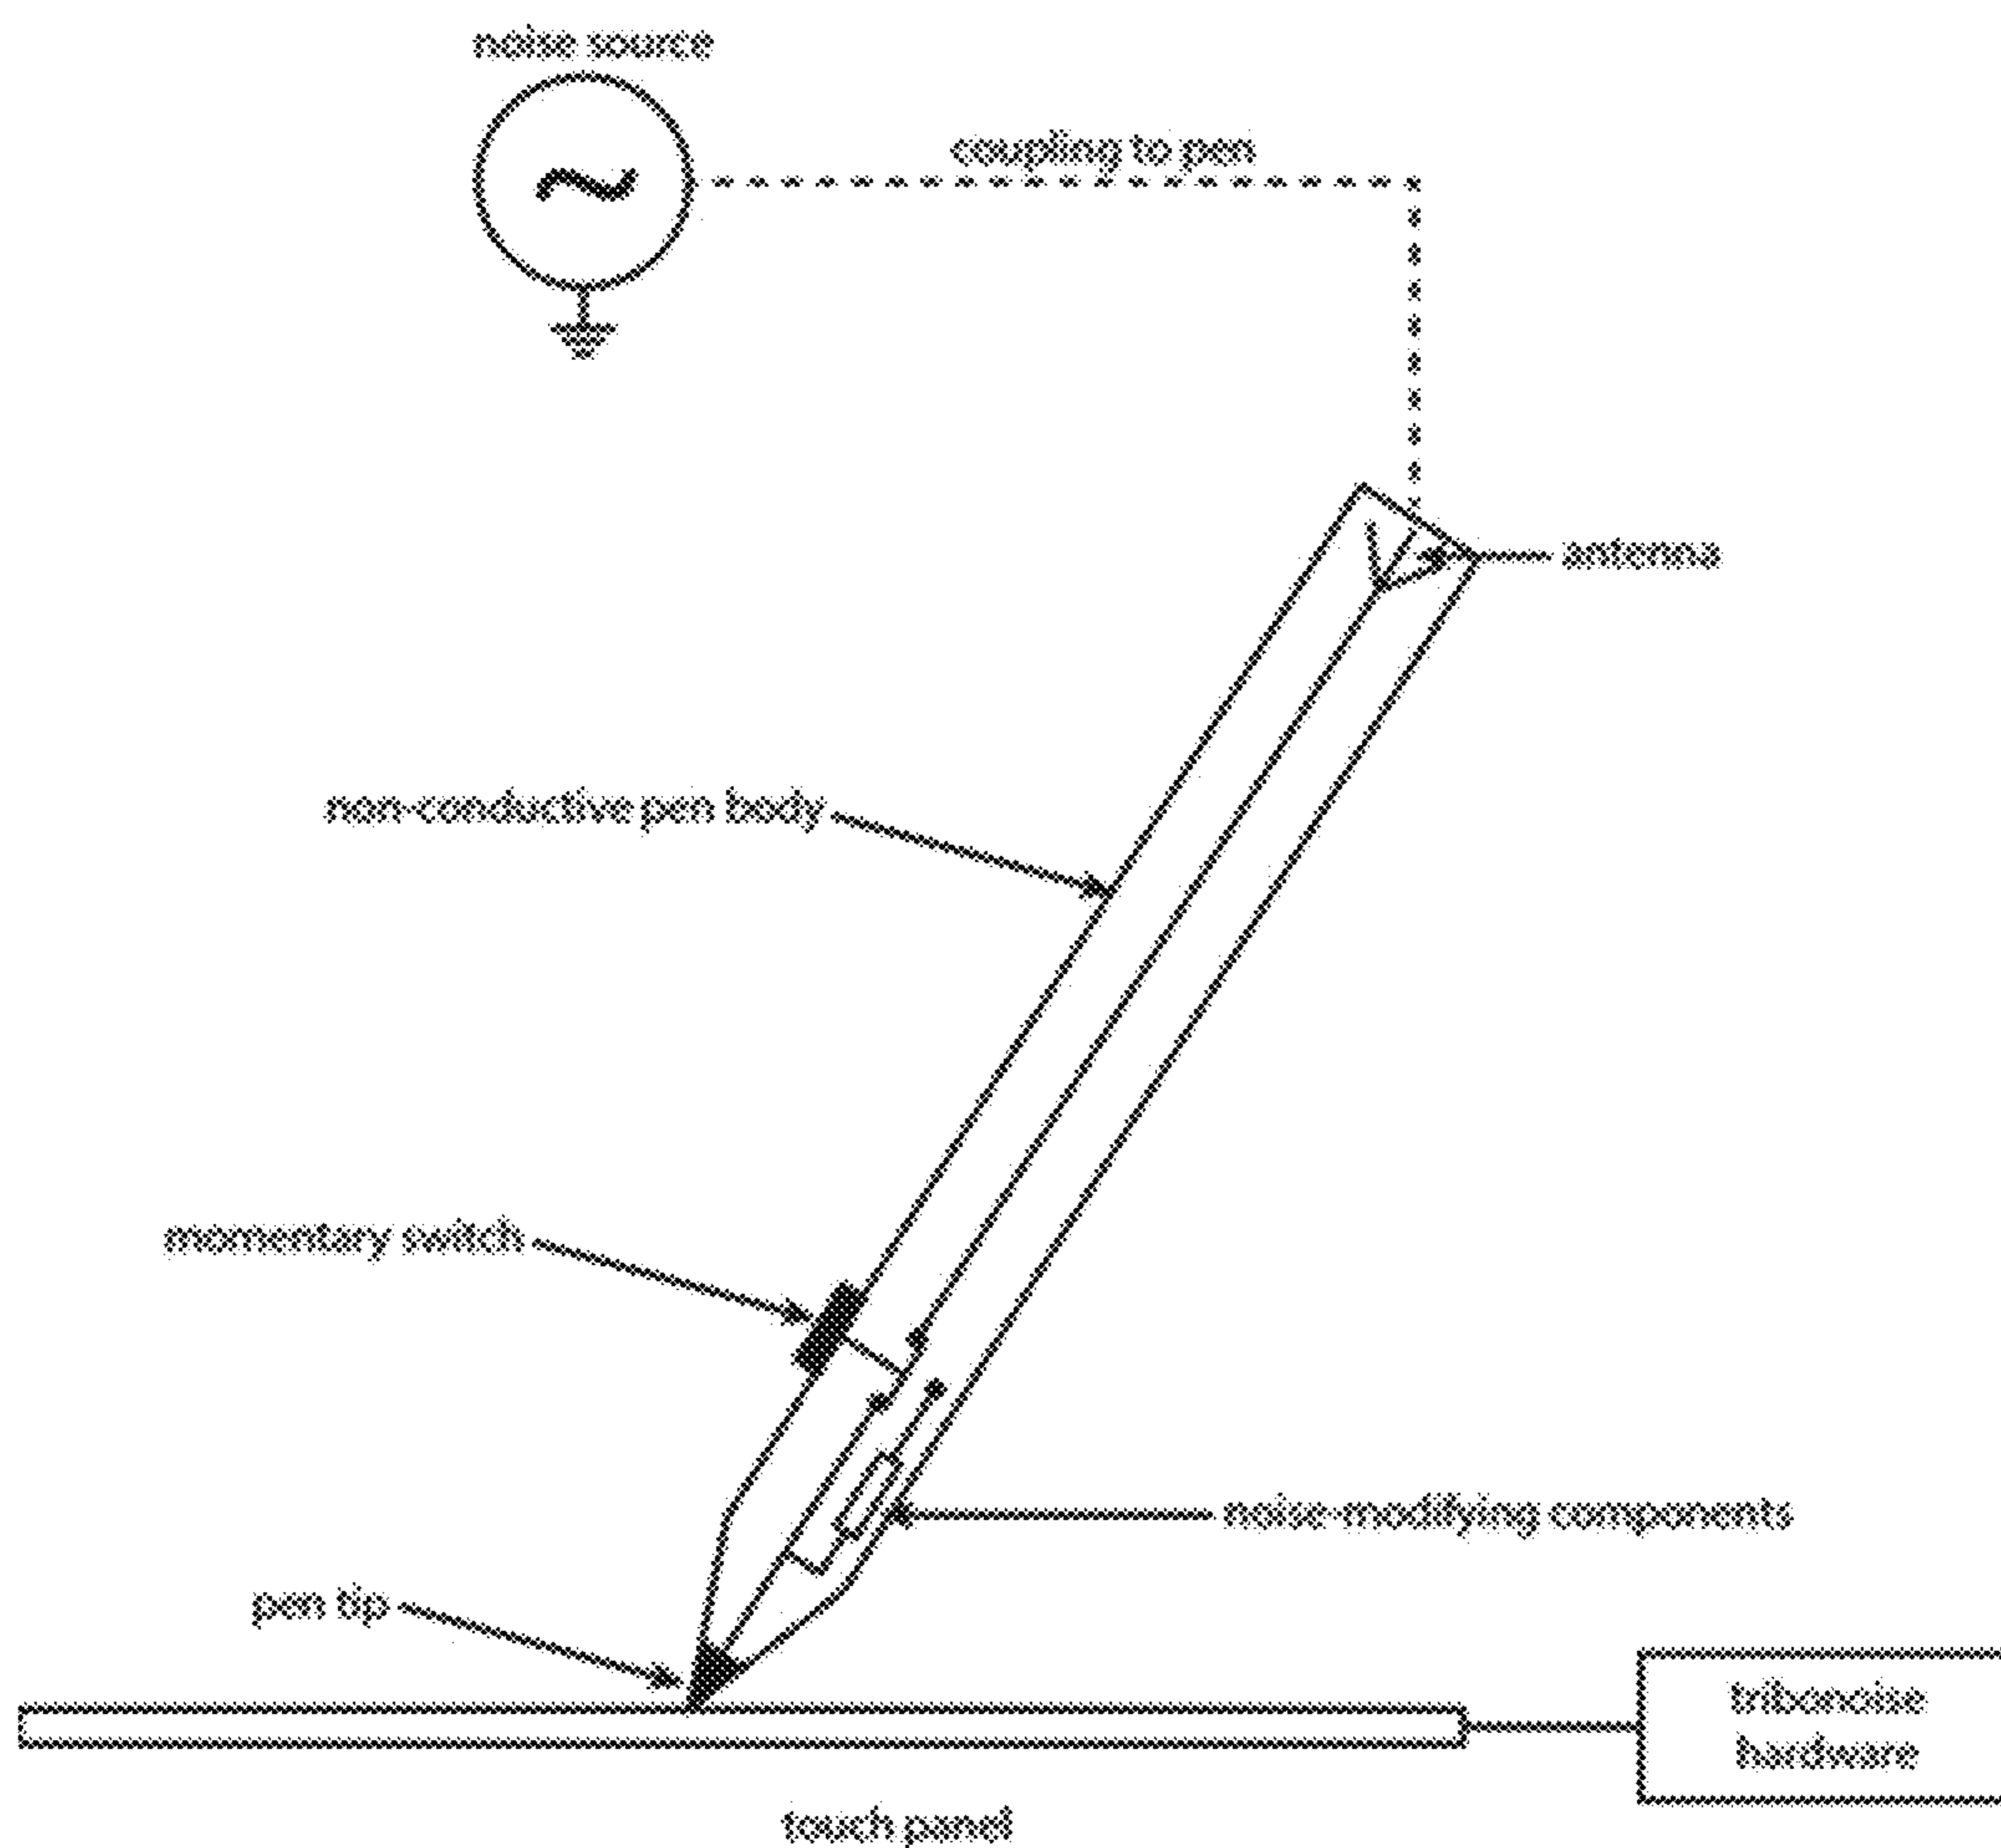 noise source
coupling to pen
antenna
non-conductive pen body
momentary switch
noise-modifying components
pen tip
tribonoise
hardware
touch panel